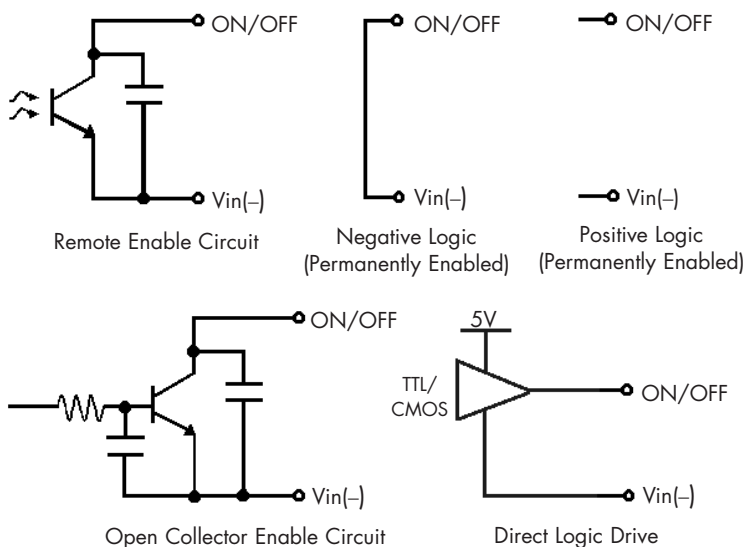 ON/OFF
Vin(–)
Remote Enable Circuit
ON/OFF
Vin(–)
Negative Logic
(Permanently Enabled)
ON/OFF
Vin(–)
Positive Logic
(Permanently Enabled)
ON/OFF
Vin(–)
Open Collector Enable Circuit
5V
TTL/
CMOS
ON/OFF
Vin(–)
Direct Logic Drive